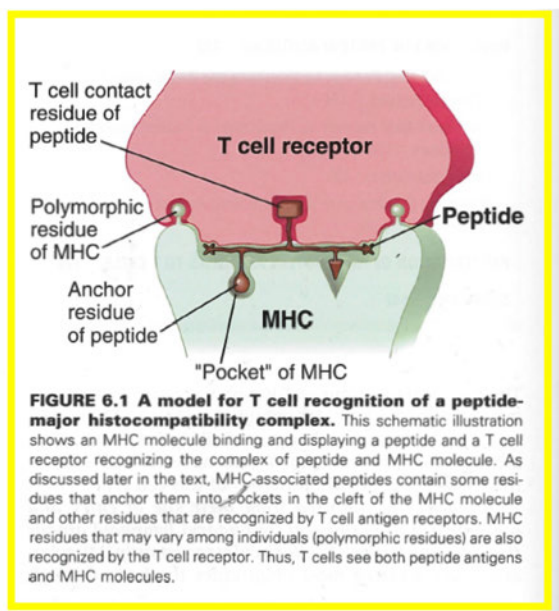 T cell contact
residue of
peptide
T cell receptor
Polymorphic
residue
of MHC
Peptide
Anchor
residue
of peptide
MHC
"Pocket" of MHC
FIGURE 6.1 A model for T cell recognition of a peptide-
major histocompatibility complex. This schematic illustration
shows an MHC molecule binding and displaying a peptide and a T cell
receptor recognizing the complex of peptide and MHC molecule. As
discussed later in the text, MHC-associated peptides contain some resi-
dues that anchor them into pockets in the cleft of the MHC molecule
and other residues that are recognized by T cell antigen receptors. MHC
residues that may vary among individuals (polymorphic residues) are also
recognized by the T cell receptor. Thus, T cells see both peptide antigens
and MHC molecules.